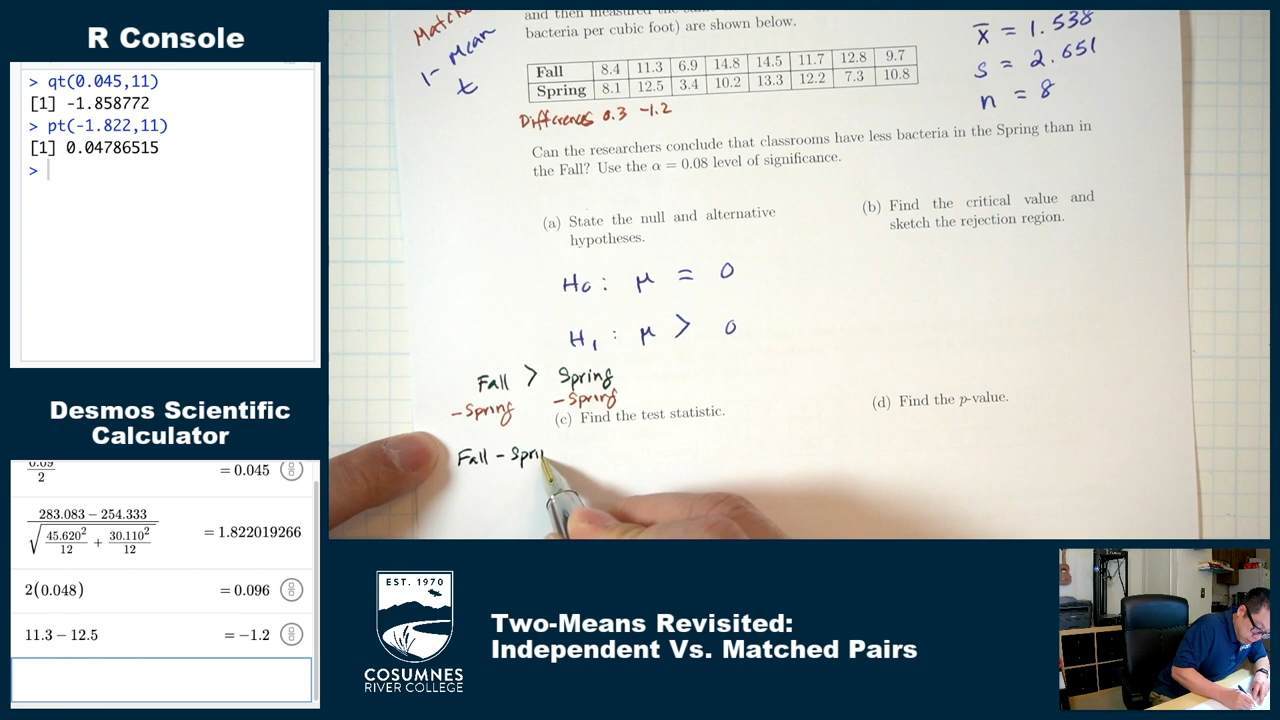 R Console
> qt(0.045,11)
[1] -1.858772
> pt(-1.822,11)
[1] 0.04786515
>
Desmos Scientific
Calculator
0.09
2
= 0.045
283.083 − 254.333
√ 45.620² / 12 + 30.110² / 12
= 1.822019266
2(0.048)
= 0.096
11.3 − 12.5
= −1.2
1- Mean
t
and then measured the
bacteria per cubic foot) are shown below.
x̄ = 1.538
s = 2.651
n = 8
Fall 8.4 11.3 6.9 14.8 14.5 11.7 12.8 9.7
Spring 8.1 12.5 3.4 10.2 13.3 12.2 7.3 10.8
Differences 0.3 -1.2
Can the researchers conclude that classrooms have less bacteria in the Spring than in
the Fall? Use the α = 0.08 level of significance.
(a) State the null and alternative
hypotheses.
(b) Find the critical value and
sketch the rejection region.
H₀ : μ = 0
H₁ : μ > 0
Fall > Spring
-Spring -Spring
(c) Find the test statistic.
(d) Find the p-value.
Fall - Spri
EST. 1970
COSUMNES
RIVER COLLEGE
Two-Means Revisited:
Independent Vs. Matched Pairs